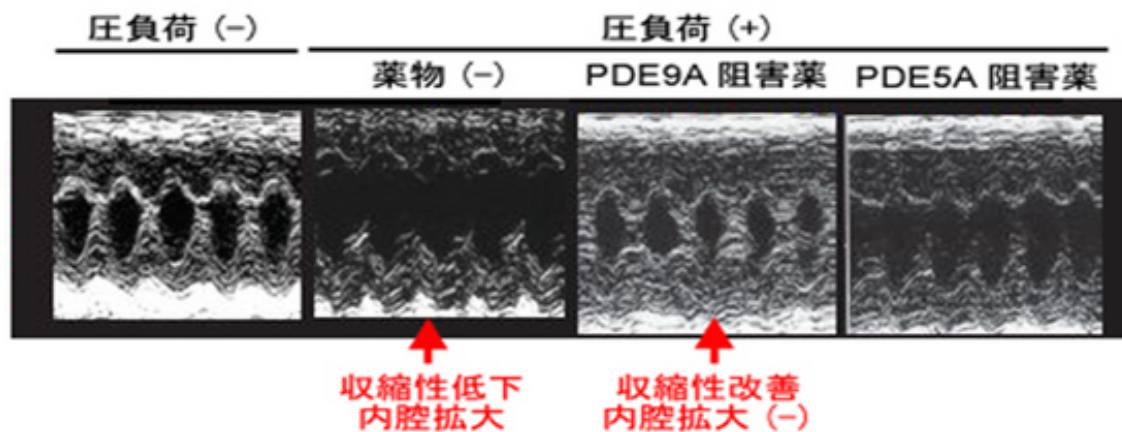 圧負荷 (−) 圧負荷 (+)
薬物 (−) PDE9A 阻害薬 PDE5A 阻害薬
収縮性低下 収縮性改善
内腔拡大 内腔拡大 (−)